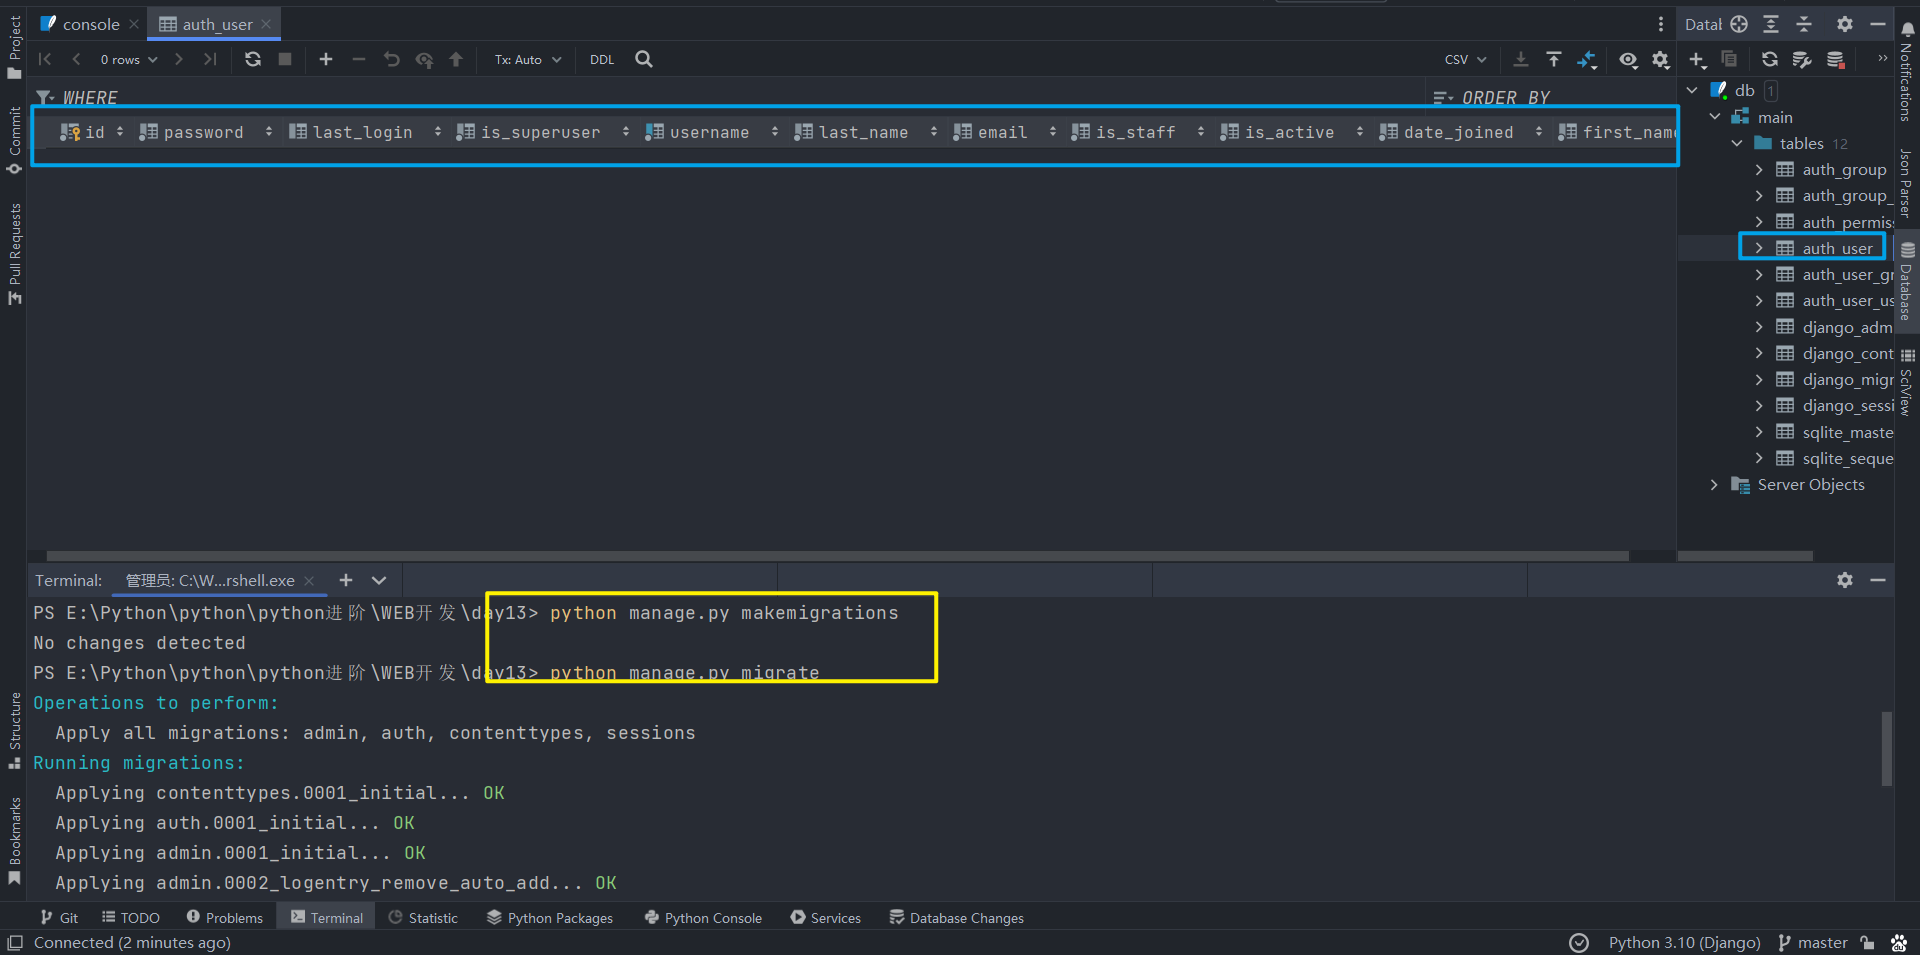 console
auth_user
0 rows
Tx: Auto
DDL
CSV
WHERE
ORDER BY
id
password
last_login
is_superuser
username
last_name
email
is_staff
is_active
date_joined
first_name
Project
Commit
Pull Requests
Structure
Bookmarks
Datab
db 1
main
tables 12
auth_group
auth_group_
auth_permiss
auth_user
auth_user_gr
auth_user_us
django_adm
django_cont
django_migr
django_sessi
sqlite_maste
sqlite_seque
Server Objects
Notifications
Json Parser
Database
SciView
Terminal:
管理员: C:\W...rshell.exe
PS E:\Python\python\python进阶\WEB开发\day13> python manage.py makemigrations
No changes detected
PS E:\Python\python\python进阶\WEB开发\day13> python manage.py migrate
Operations to perform:
Apply all migrations: admin, auth, contenttypes, sessions
Running migrations:
Applying contenttypes.0001_initial... OK
Applying auth.0001_initial... OK
Applying admin.0001_initial... OK
Applying admin.0002_logentry_remove_auto_add... OK
Git
TODO
Problems
Terminal
Statistic
Python Packages
Python Console
Services
Database Changes
Connected (2 minutes ago)
Python 3.10 (Django)
master
du